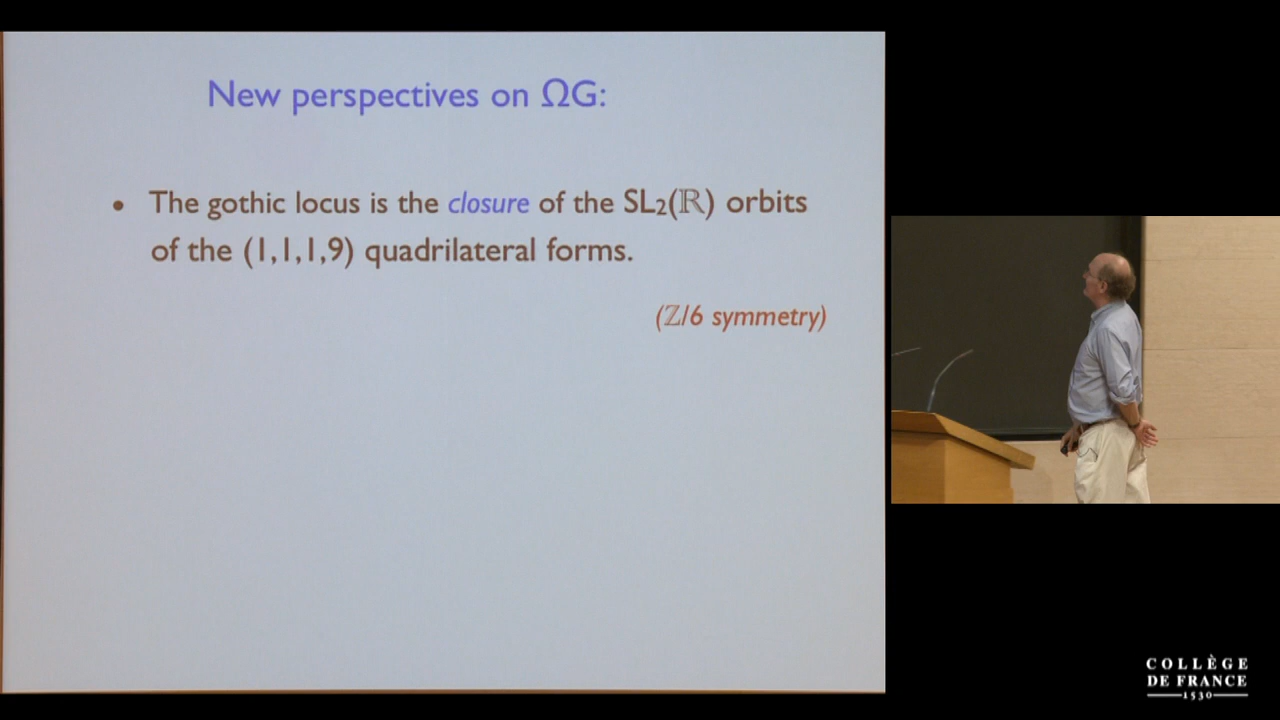 New perspectives on ΩG:
• The gothic locus is the closure of the SL₂(ℝ) orbits
of the (1,1,1,9) quadrilateral forms.
(ℤ/6 symmetry)
COLLÈGE
DE FRANCE
1530